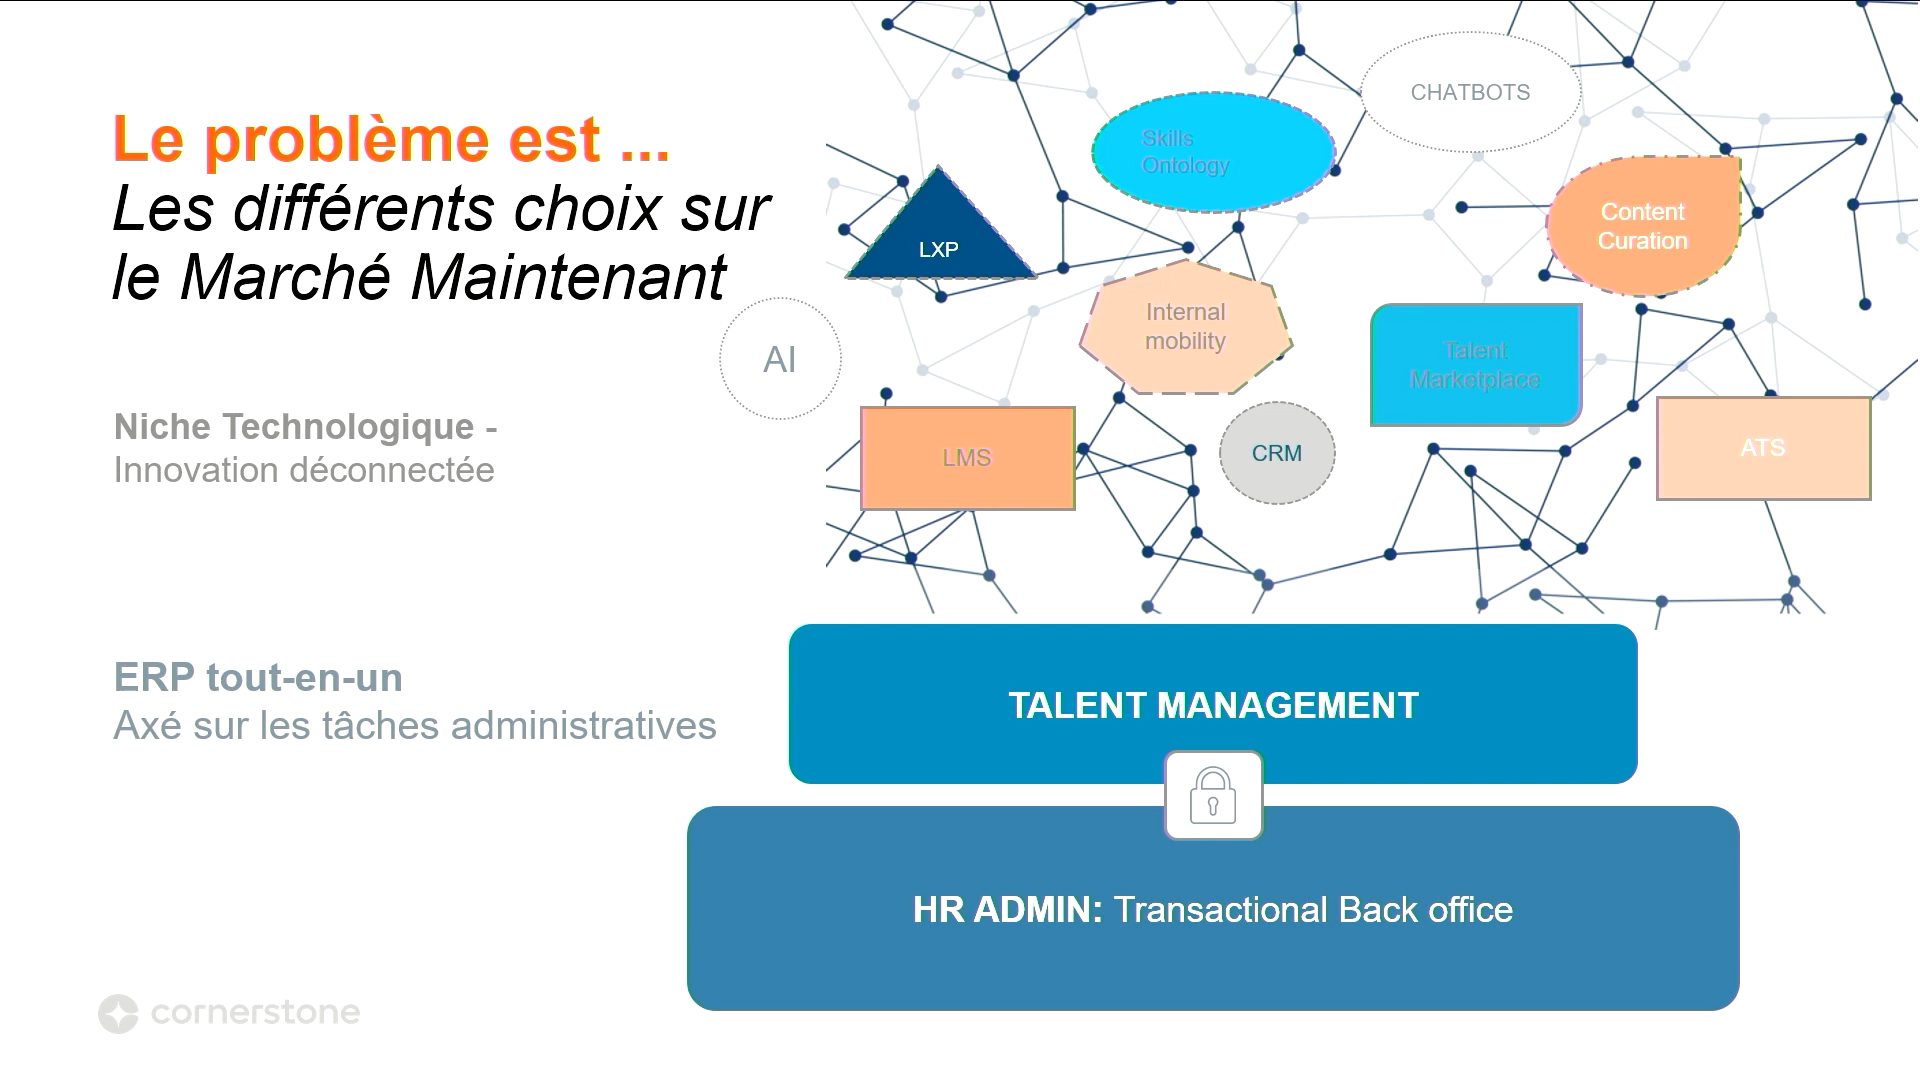 Le problème est ...
Les différents choix sur
le Marché Maintenant
Niche Technologique -
Innovation déconnectée
ERP tout-en-un
Axé sur les tâches administratives
CHATBOTS
Skills
Ontology
Content
Curation
LXP
Internal
mobility
AI
Talent
Marketplace
LMS
CRM
ATS
TALENT MANAGEMENT
HR ADMIN: Transactional Back office
cornerstone